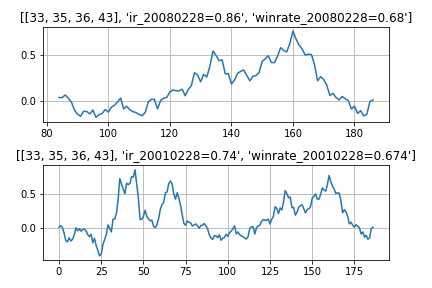 [[33, 35, 36, 43], 'ir_20080228=0.86', 'winrate_20080228=0.68']
0.5
0.0
80 100 120 140 160 180
[[33, 35, 36, 43], 'ir_20010228=0.74', 'winrate_20010228=0.674']
0.5
0.0
0 25 50 75 100 125 150 175